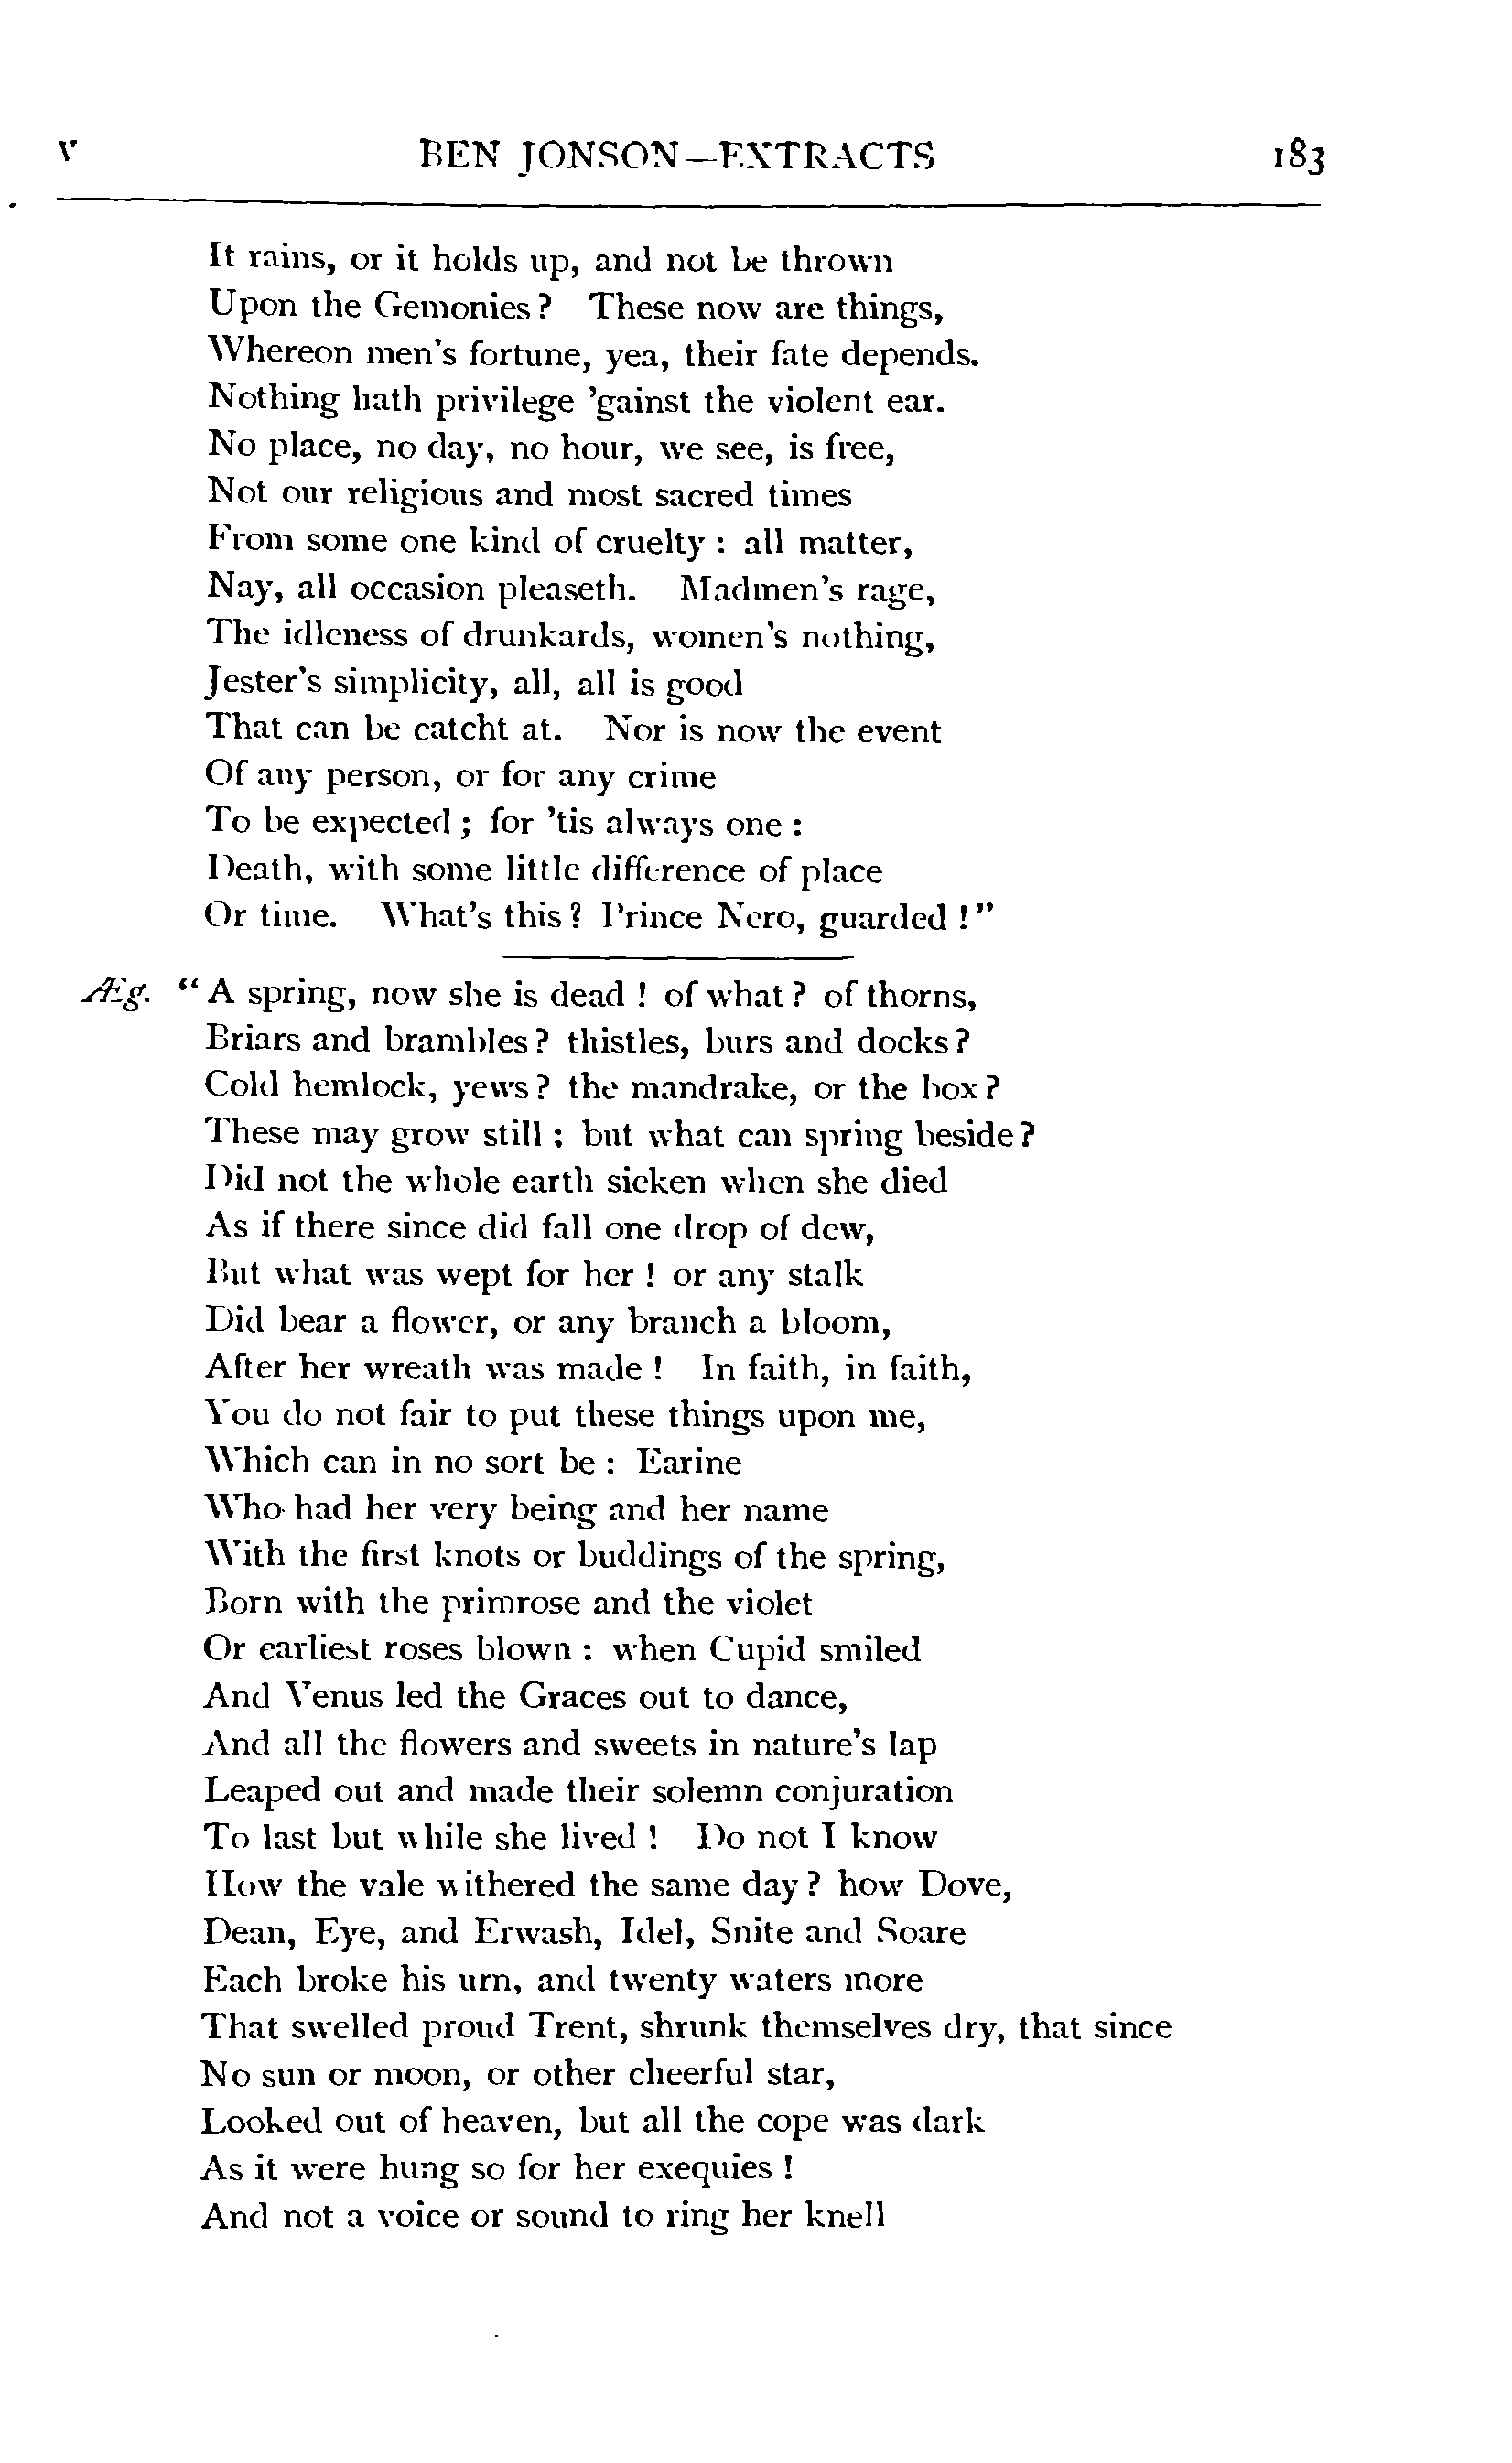 V BEN JONSON—EXTRACTS 183
It rains, or it holds up, and not be thrown
Upon the Gemonies? These now are things,
Whereon men's fortune, yea, their fate depends.
Nothing hath privilege 'gainst the violent ear.
No place, no day, no hour, we see, is free,
Not our religious and most sacred times
From some one kind of cruelty : all matter,
Nay, all occasion pleaseth. Madmen's rage,
The idleness of drunkards, women's nothing,
Jester's simplicity, all, all is good
That can be catcht at. Nor is now the event
Of any person, or for any crime
To be expected ; for 'tis always one :
Death, with some little difference of place
Or time. What's this? Prince Nero, guarded !"
Æg. "A spring, now she is dead ! of what? of thorns,
Briars and brambles? thistles, burs and docks?
Cold hemlock, yews? the mandrake, or the box?
These may grow still ; but what can spring beside?
Did not the whole earth sicken when she died
As if there since did fall one drop of dew,
But what was wept for her ! or any stalk
Did bear a flower, or any branch a bloom,
After her wreath was made ! In faith, in faith,
You do not fair to put these things upon me,
Which can in no sort be : Earine
Who had her very being and her name
With the first knots or buddings of the spring,
Born with the primrose and the violet
Or earliest roses blown : when Cupid smiled
And Venus led the Graces out to dance,
And all the flowers and sweets in nature's lap
Leaped out and made their solemn conjuration
To last but while she lived ! Do not I know
How the vale withered the same day? how Dove,
Dean, Eye, and Erwash, Idel, Snite and Soare
Each broke his urn, and twenty waters more
That swelled proud Trent, shrunk themselves dry, that since
No sun or moon, or other cheerful star,
Looked out of heaven, but all the cope was dark
As it were hung so for her exequies !
And not a voice or sound to ring her knell